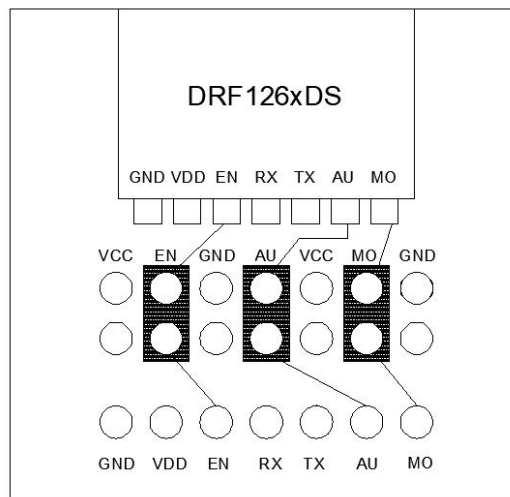 DRF126xDS
GND VDD EN RX TX AU MO
VCC EN GND AU VCC MO GND
GND VDD EN RX TX AU MO